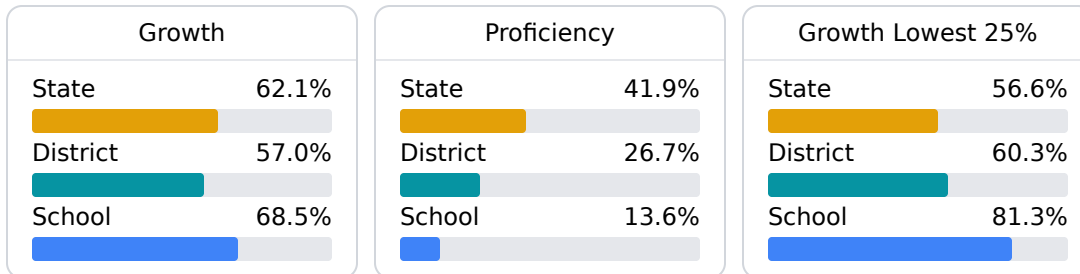 Growth
State 62.1%
District 57.0%
School 68.5%
Proficiency
State 41.9%
District 26.7%
School 13.6%
Growth Lowest 25%
State 56.6%
District 60.3%
School 81.3%